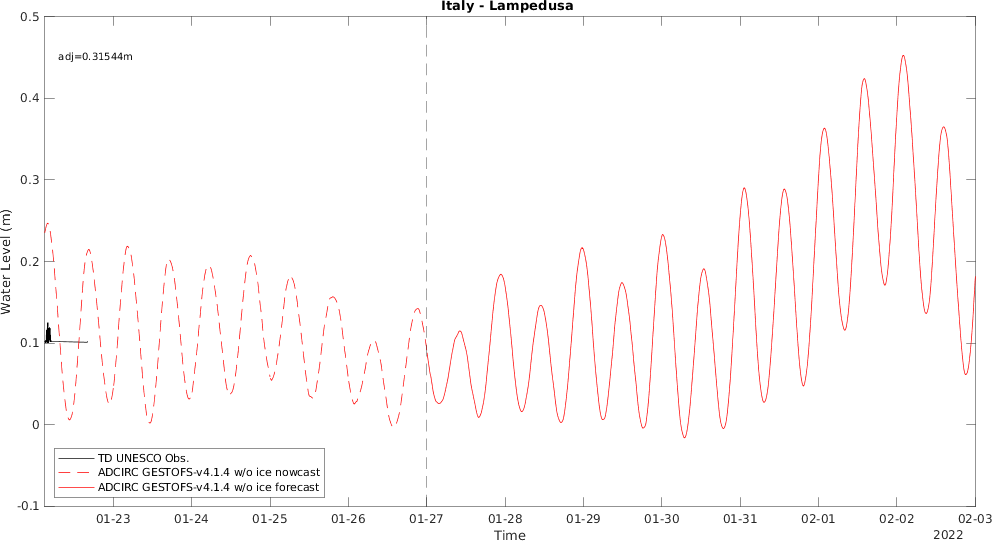 Italy - Lampedusa
0.5
adj=0.31544m
0.4
0.3
0.2
0.1
0
-0.1
Water Level (m)
TD UNESCO Obs.
ADCIRC GESTOFS-v4.1.4 w/o ice nowcast
ADCIRC GESTOFS-v4.1.4 w/o ice forecast
01-23 01-24 01-25 01-26 01-27 01-28 01-29 01-30 01-31 02-01 02-02 02-03
Time
2022